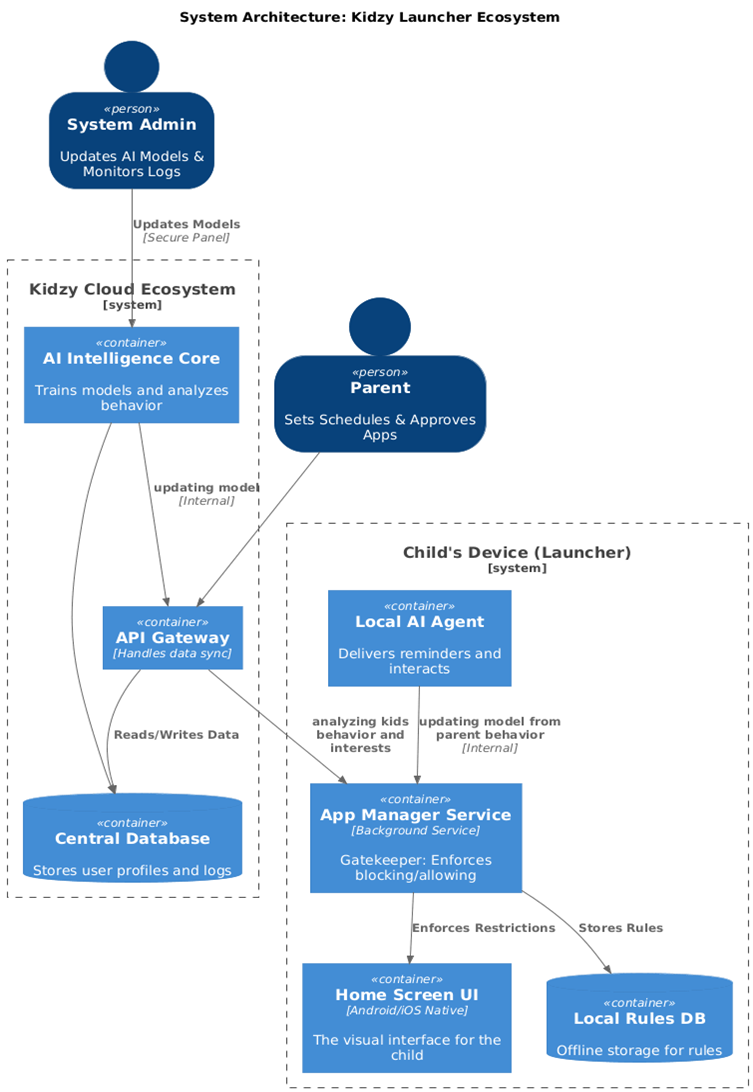 System Architecture: Kidzy Launcher Ecosystem
«person»
System Admin
Updates AI Models &
Monitors Logs
Updates Models
[Secure Panel]
Kidzy Cloud Ecosystem
[system]
«container»
AI Intelligence Core
Trains models and analyzes
behavior
«person»
Parent
Sets Schedules & Approves
Apps
updating model
[Internal]
Child's Device (Launcher)
[system]
«container»
Local AI Agent
Delivers reminders and
interacts
«container»
API Gateway
[Handles data sync]
Reads/Writes Data
analyzing kids
behavior and
interests
updating model from
parent behavior
[Internal]
«container»
App Manager Service
[Background Service]
Gatekeeper: Enforces
blocking/allowing
«container»
Central Database
Stores user profiles and logs
Enforces Restrictions
Stores Rules
«container»
Home Screen UI
[Android/iOS Native]
The visual interface for the
child
«container»
Local Rules DB
Offline storage for rules